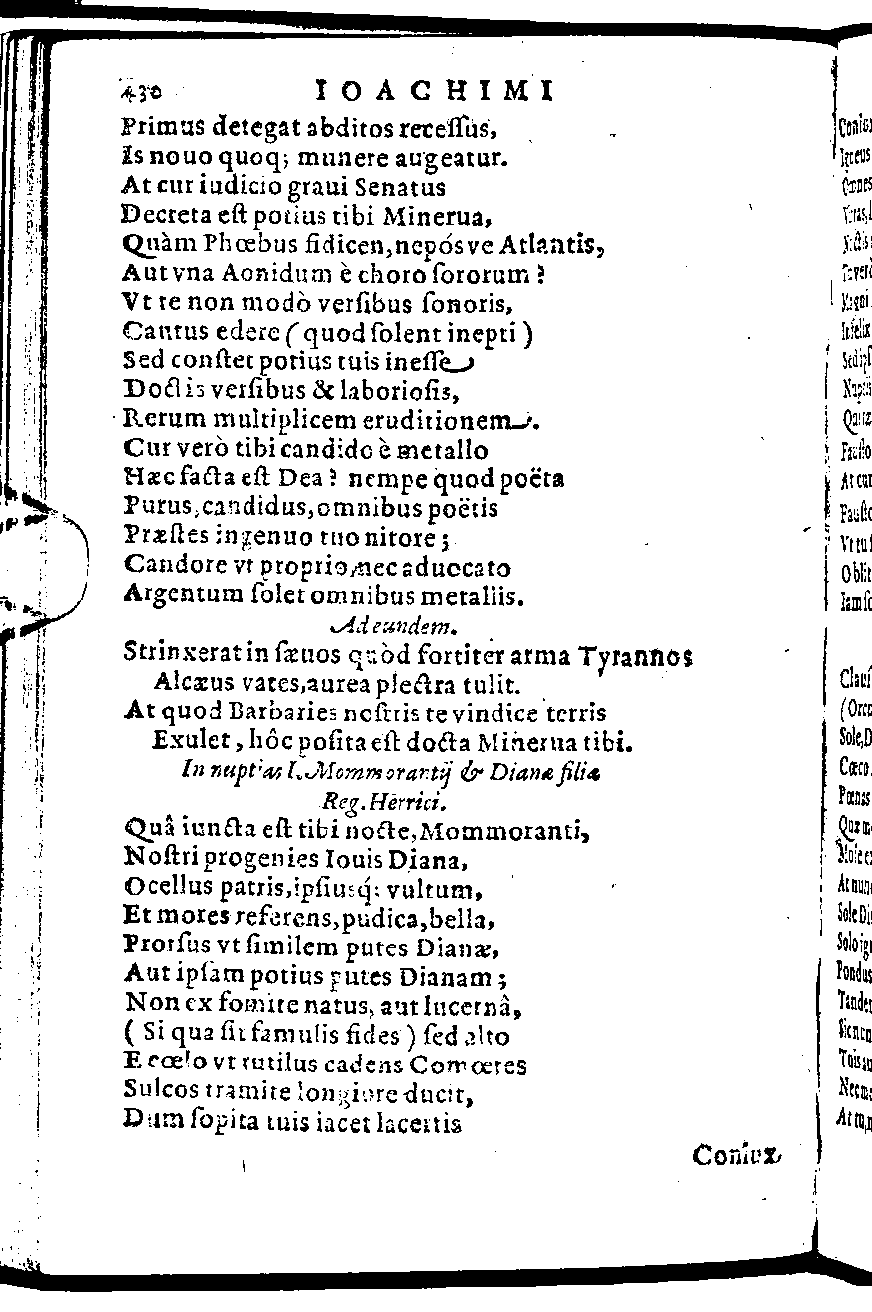 430 IOACHIMI
Primus detegat abditos receſſus,
Is nouo quoq; munere augeatur.
At cur iudicio graui Senatus
Decreta eſt potius tibi Minerua,
Quàm Phœbus fidicen, nepósve Atlantis,
Aut vna Aonidum è choro ſororum?
Vt te non modò verſibus ſonoris,
Cantus edere (quod ſolent inepti)
Sed conſtet potius tuis ineſſe
Doctis verſibus & laborioſis,
Rerum multiplicem eruditionem.
Cur verò tibi candido è metallo
Hæc facta eſt Dea? nempe quod poëta
Purus, candidus, omnibus poëtis
Præſtes ingenuo tuo nitore;
Candore vt proprio, nec aduocato
Argentum ſolet omnibus metallis.
Ad eundem.
Strinxerat in ſæuos quòd fortiter arma Tyrannos
Alcæus vates, aurea plectra tulit.
At quod Barbaries noſtris te vindice terris
Exulet, hôc poſita eſt docta Minerua tibi.
In nuptias I. Mommorantij & Dianæ filiæ
Reg. Herrici.
Quâ iuncta eſt tibi nocte, Mommoranti,
Noſtri progenies Iouis Diana,
Ocellus patris, ipſiusq́; vultum,
Et mores referens, pudica, bella,
Prorſus vt ſimilem putes Dianæ,
Aut ipſam potius putes Dianam;
Non ex fomite natus, aut lucernâ,
(Si qua ſit famulis fides) ſed alto
E cœlo vt rutilus cadens Comœtes
Sulcos tramite longiore ducit,
Dum ſopita tuis iacet lacertis
Coniux